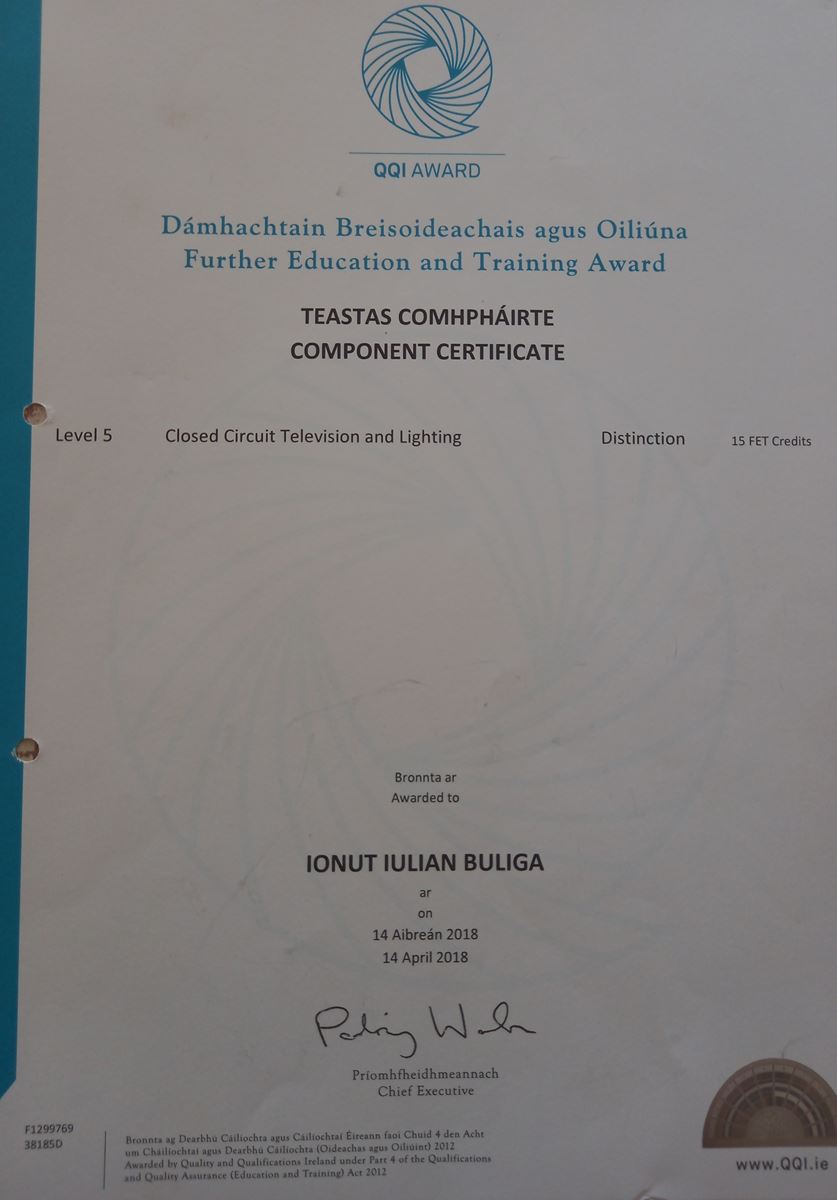 QQI AWARD
Dámhachtain Breisoideachais agus Oiliúna
Further Education and Training Award
TEASTAS COMHPHÁIRTE
COMPONENT CERTIFICATE
Level 5 Closed Circuit Television and Lighting Distinction 15 FET Credits
Bronnta ar
Awarded to
IONUT IULIAN BULIGA
ar
on
14 Aibreán 2018
14 April 2018
Príomhfheidhmeannach
Chief Executive
F1299769
38185D
Bronnta ag Dearbhú Cáilíochta agus Cáilíochtaí Éireann faoi Chuid 4 den Acht
um Cháilíochtaí agus Dearbhú Cáilíochta (Oideachas agus Oiliúint) 2012
Awarded by Quality and Qualifications Ireland under Part 4 of the Qualifications
and Quality Assurance (Education and Training) Act 2012
www.QQI.ie